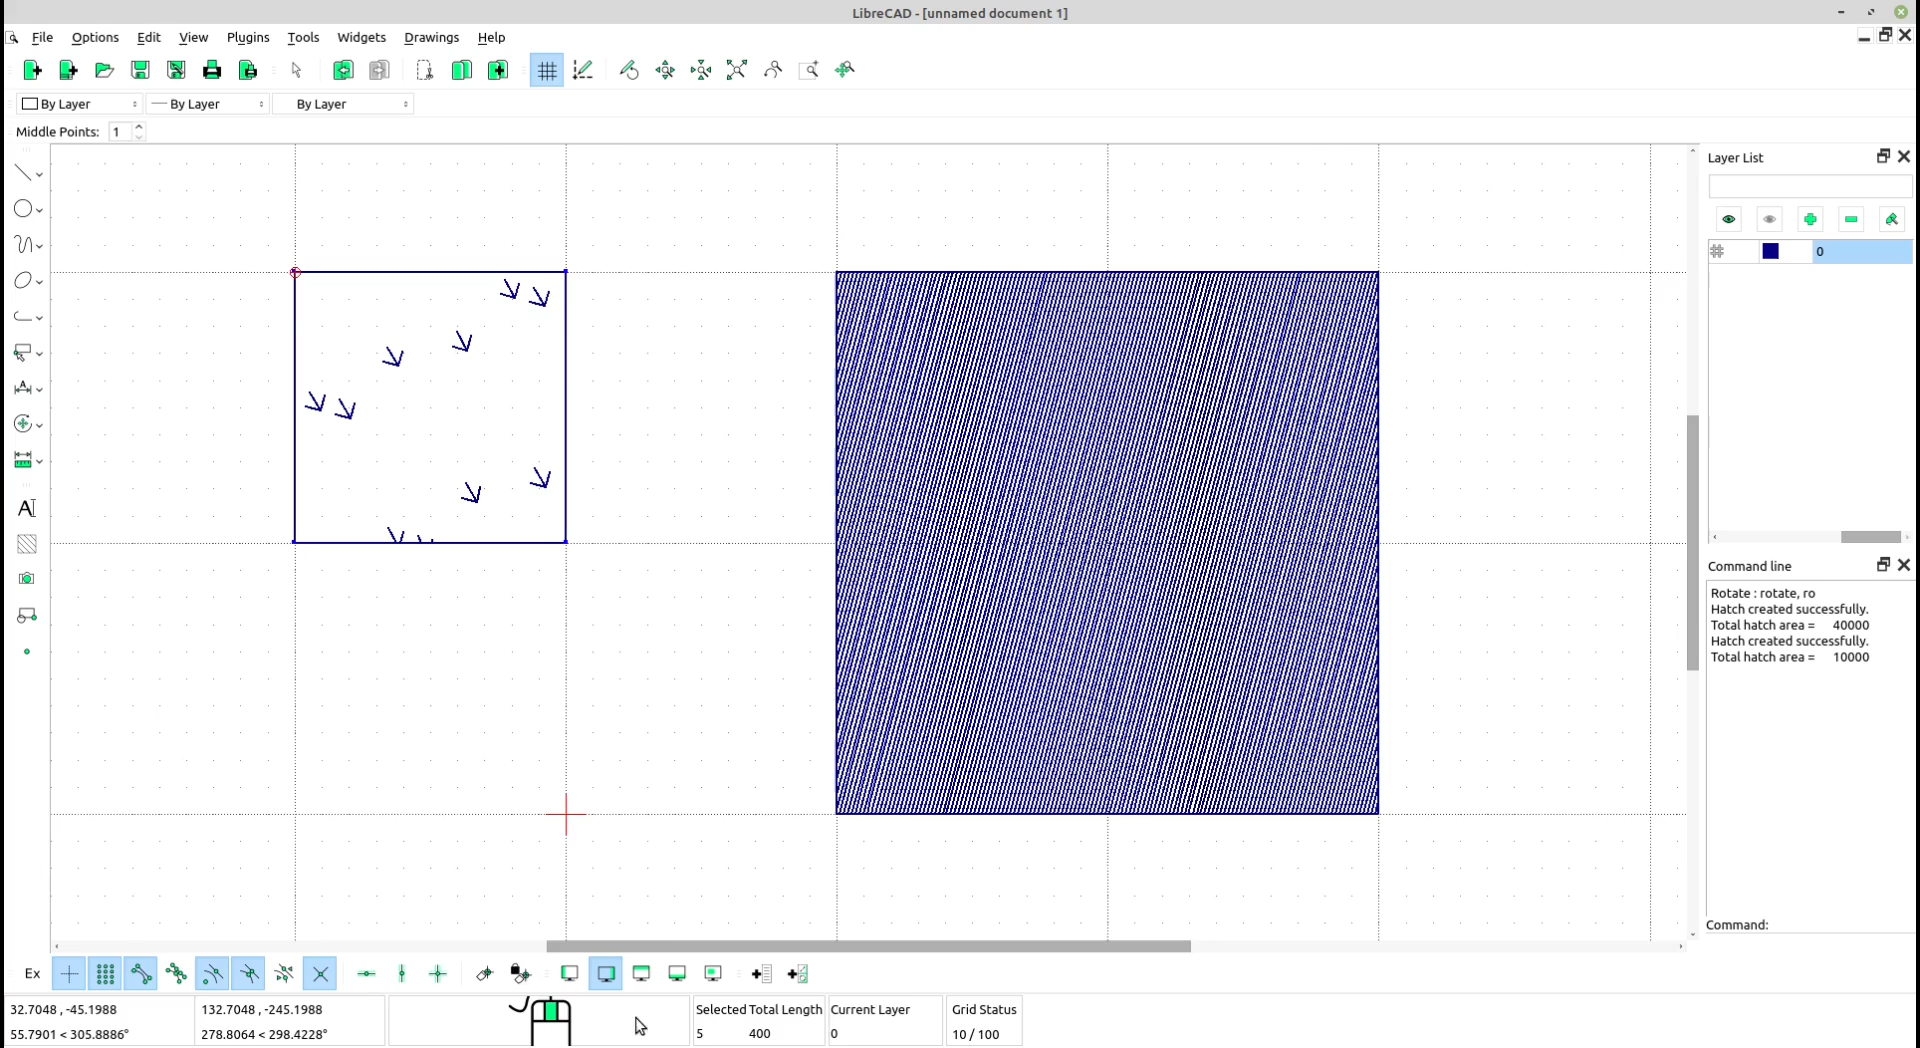 LibreCAD - [unnamed document 1]
File Options Edit View Plugins Tools Widgets Drawings Help
By Layer By Layer By Layer
Middle Points: 1
Layer List
0
Command line
Rotate : rotate, ro
Hatch created successfully.
Total hatch area = 40000
Hatch created successfully.
Total hatch area = 10000
Command:
Ex
32.7048 , -45.1988 132.7048 , -245.1988 Selected Total Length Current Layer Grid Status
55.7901 < 305.8886° 278.8064 < 298.4228° 5 400 0 10 / 100